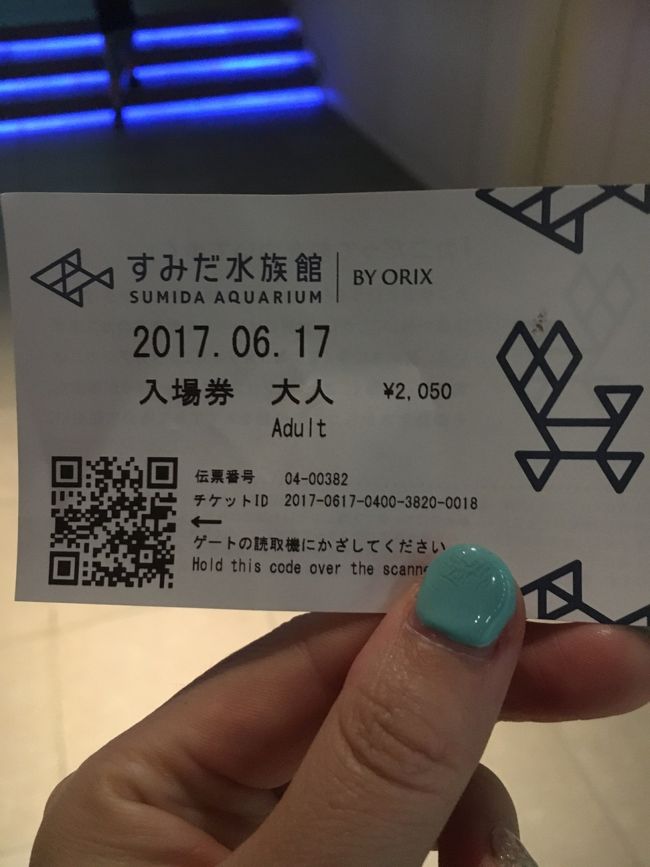 すみだ水族館 BY ORIX
SUMIDA AQUARIUM
2017.06.17
入場券 大人 ¥2,050
Adult
伝票番号 04-00382
チケットID 2017-0617-0400-3820-0018
←
ゲートの読取機にかざしてください
Hold this code over the